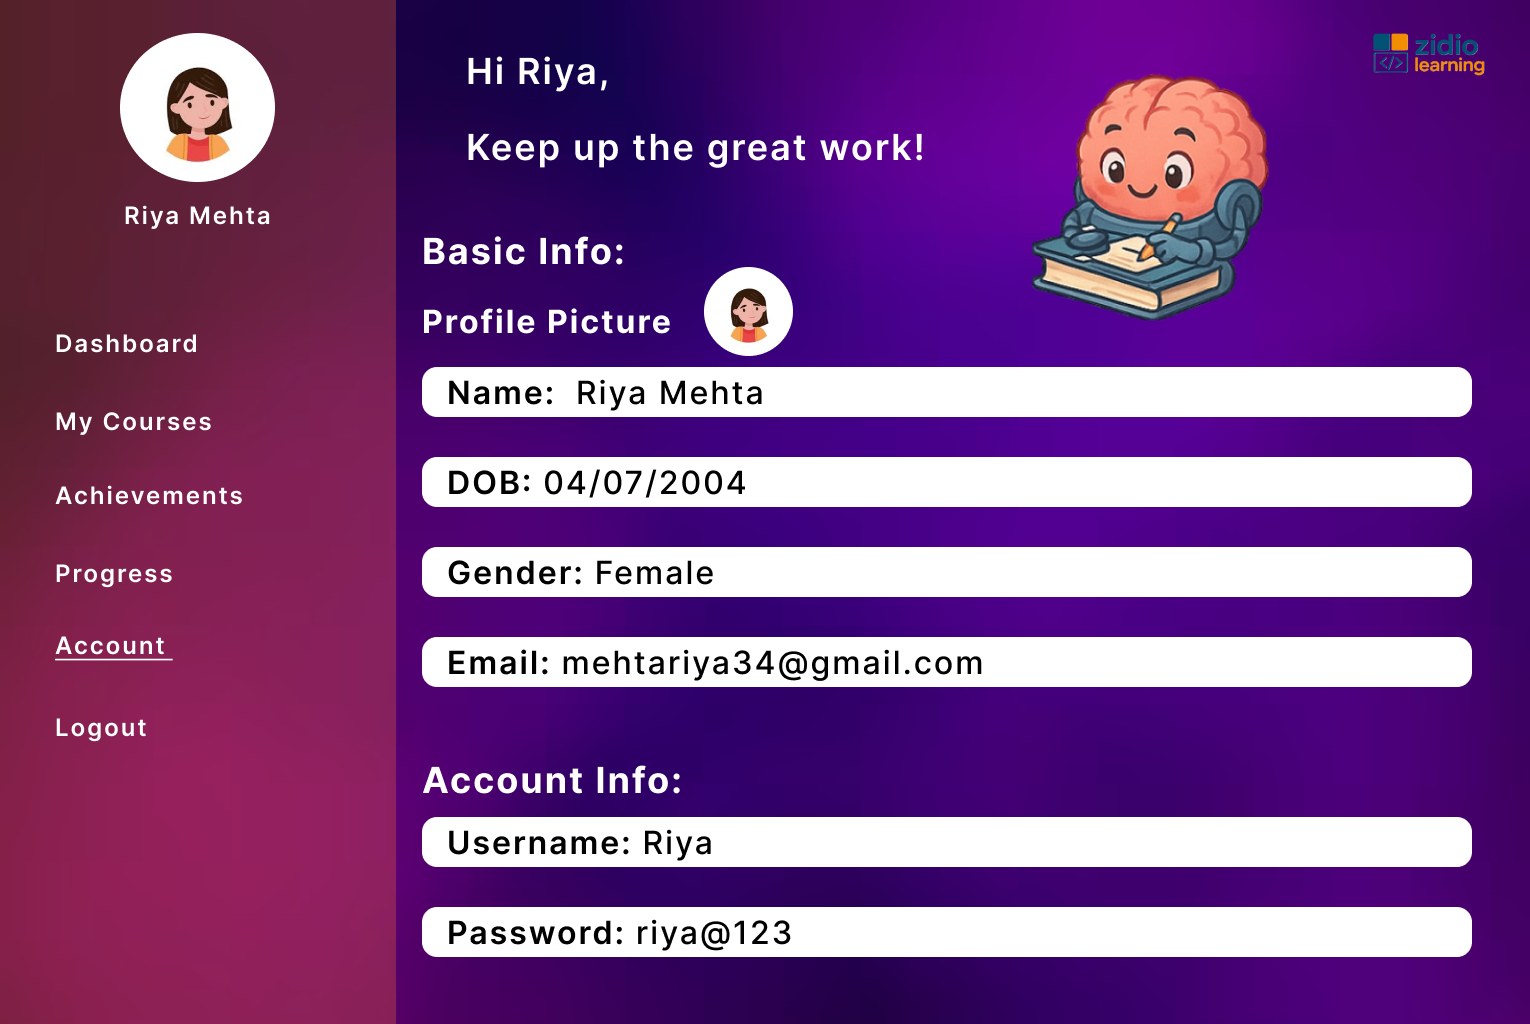 Riya Mehta
Dashboard
My Courses
Achievements
Progress
Account
Logout
Hi Riya,
Keep up the great work!
zidio
learning
</>
Basic Info:
Profile Picture
Name: Riya Mehta
DOB: 04/07/2004
Gender: Female
Email: mehtariya34@gmail.com
Account Info:
Username: Riya
Password: riya@123